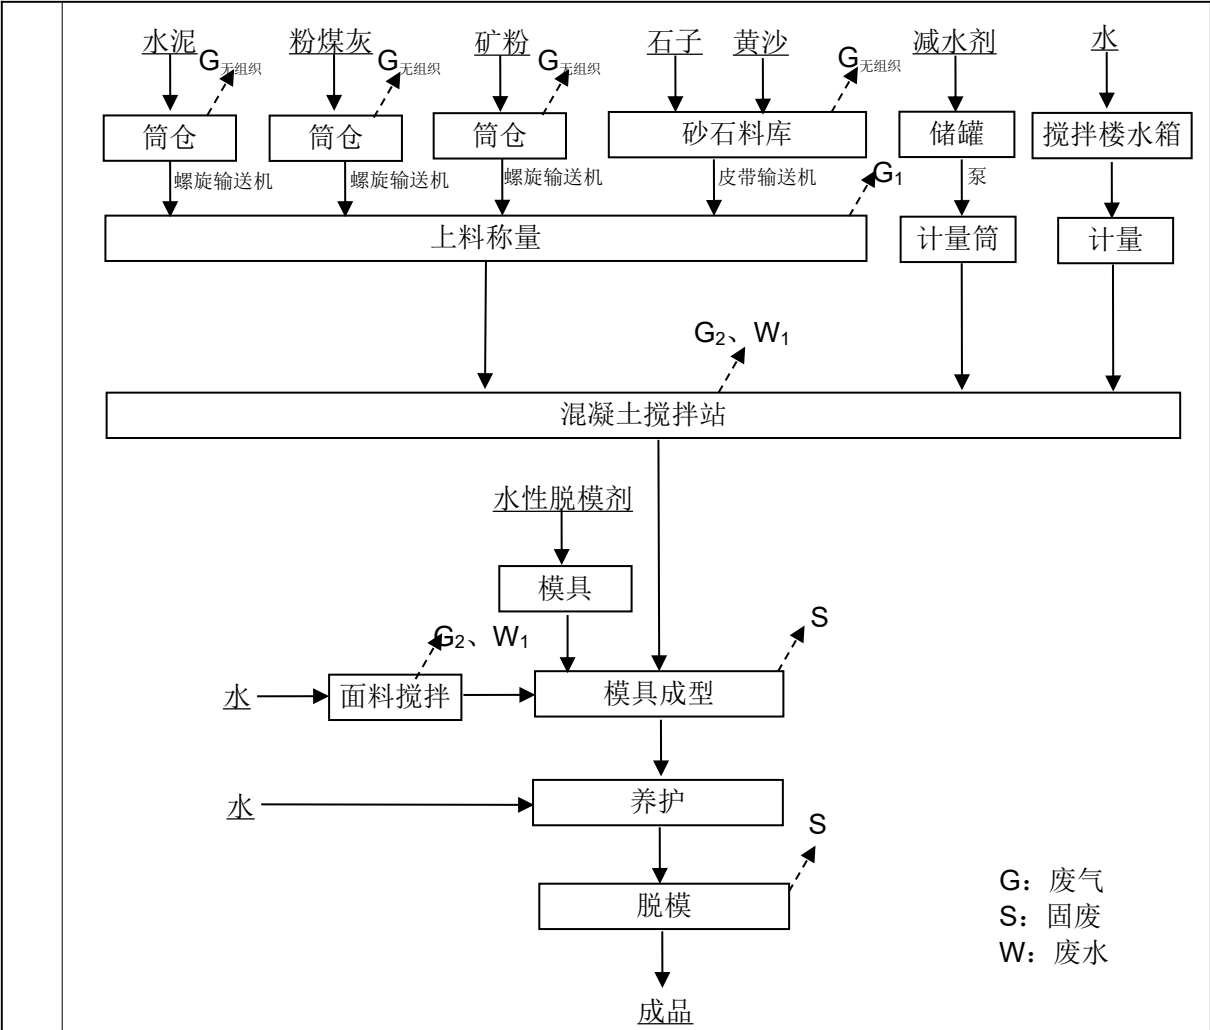 水泥 粉煤灰 矿粉 石子 黄沙 减水剂 水
G无组织 G无组织 G无组织 G无组织
筒仓 筒仓 筒仓 砂石料库 储罐 搅拌楼水箱
螺旋输送机 螺旋输送机 螺旋输送机 皮带输送机 G1 泵
上料称量 计量筒 计量
G2、W1
混凝土搅拌站
水性脱模剂
模具
G2、W1 S
水 面料搅拌 模具成型
水 养护
S
脱模
G：废气
S：固废
W：废水
成品